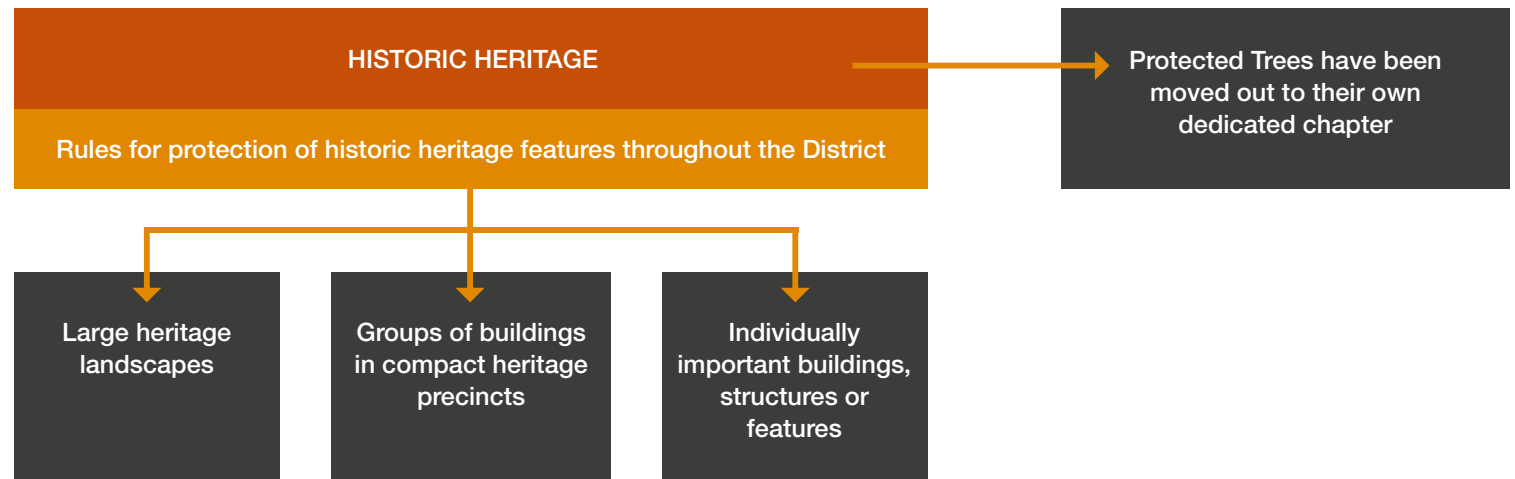 HISTORIC HERITAGE
Rules for protection of historic heritage features throughout the District
Protected Trees have been
moved out to their own
dedicated chapter
Large heritage
landscapes
Groups of buildings
in compact heritage
precincts
Individually
important buildings,
structures or
features